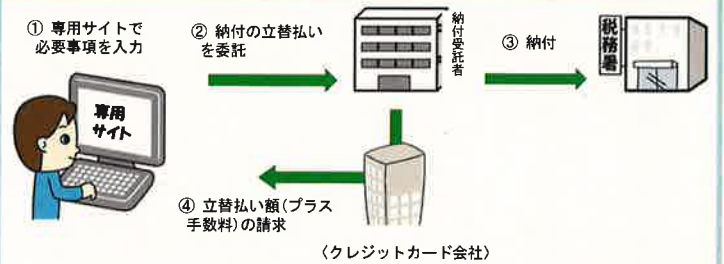 ① 専用サイトで
必要事項を入力
② 納付の立替払い
を委託
納付受託者
③ 納付
税務署
専用
サイト
④ 立替払い額(プラス
手数料)の請求
〈クレジットカード会社〉